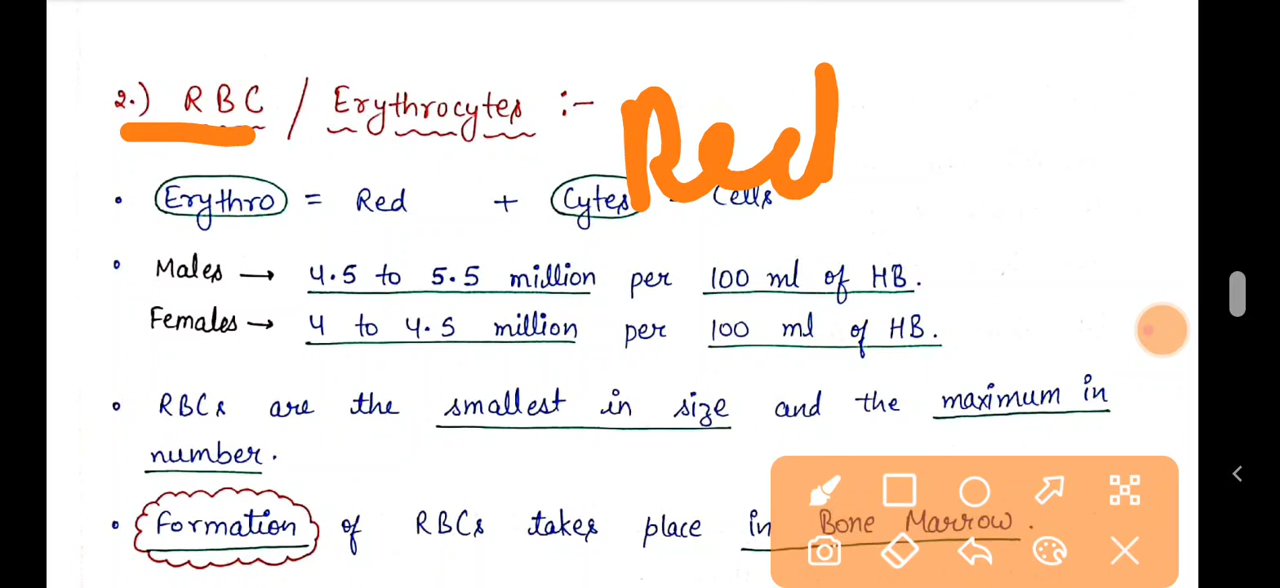 2.) RBC / Erythrocytes :-
Red
• Erythro = Red + Cytes Cells
• Males → 4.5 to 5.5 million per 100 ml of HB.
Females → 4 to 4.5 million per 100 ml of HB.
• RBCs are the smallest in size and the maximum in
number.
• Formation of RBCs takes place in Bone Marrow.